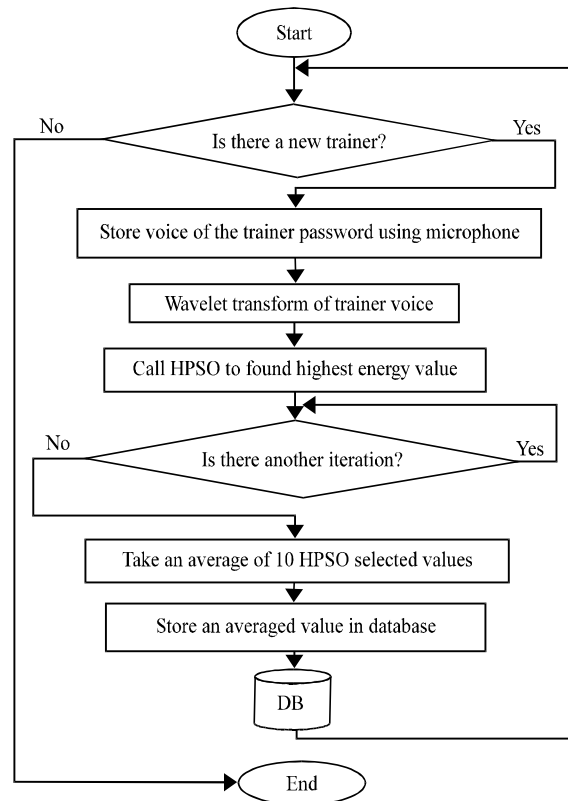 Start
No
Yes
Is there a new trainer?
Store voice of the trainer password using microphone
Wavelet transform of trainer voice
Call HPSO to found highest energy value
No
Yes
Is there another iteration?
Take an average of 10 HPSO selected values
Store an averaged value in database
DB
End